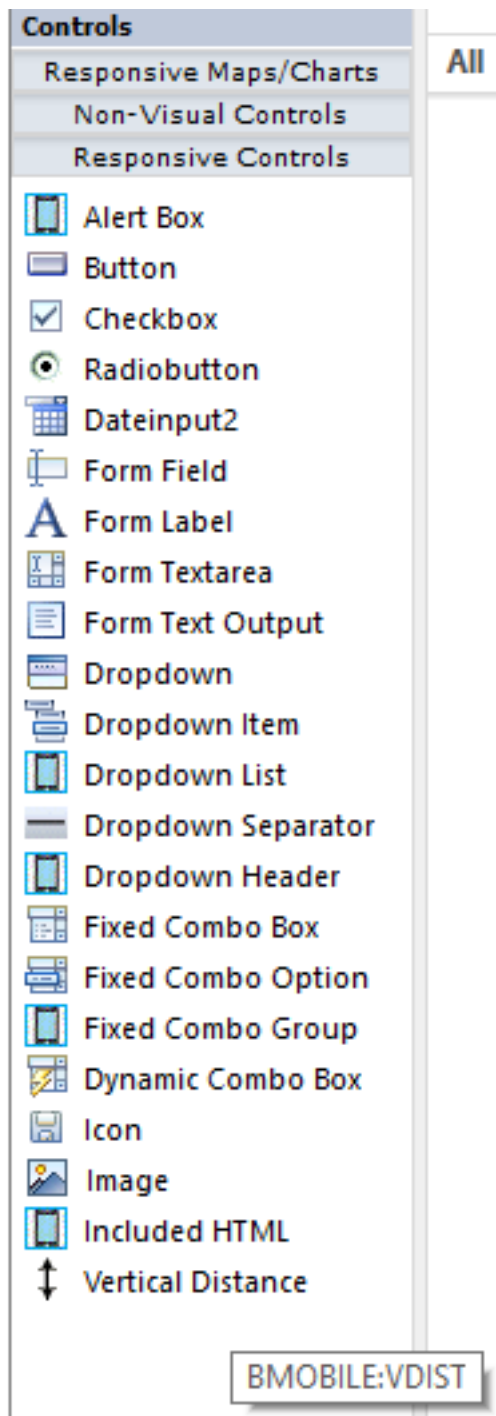 Controls
Responsive Maps/Charts
All
Non-Visual Controls
Responsive Controls
Alert Box
Button
Checkbox
Radiobutton
Dateinput2
Form Field
Form Label
Form Textarea
Form Text Output
Dropdown
Dropdown Item
Dropdown List
Dropdown Separator
Dropdown Header
Fixed Combo Box
Fixed Combo Option
Fixed Combo Group
Dynamic Combo Box
Icon
Image
Included HTML
Vertical Distance
BMOBILE:VDIST